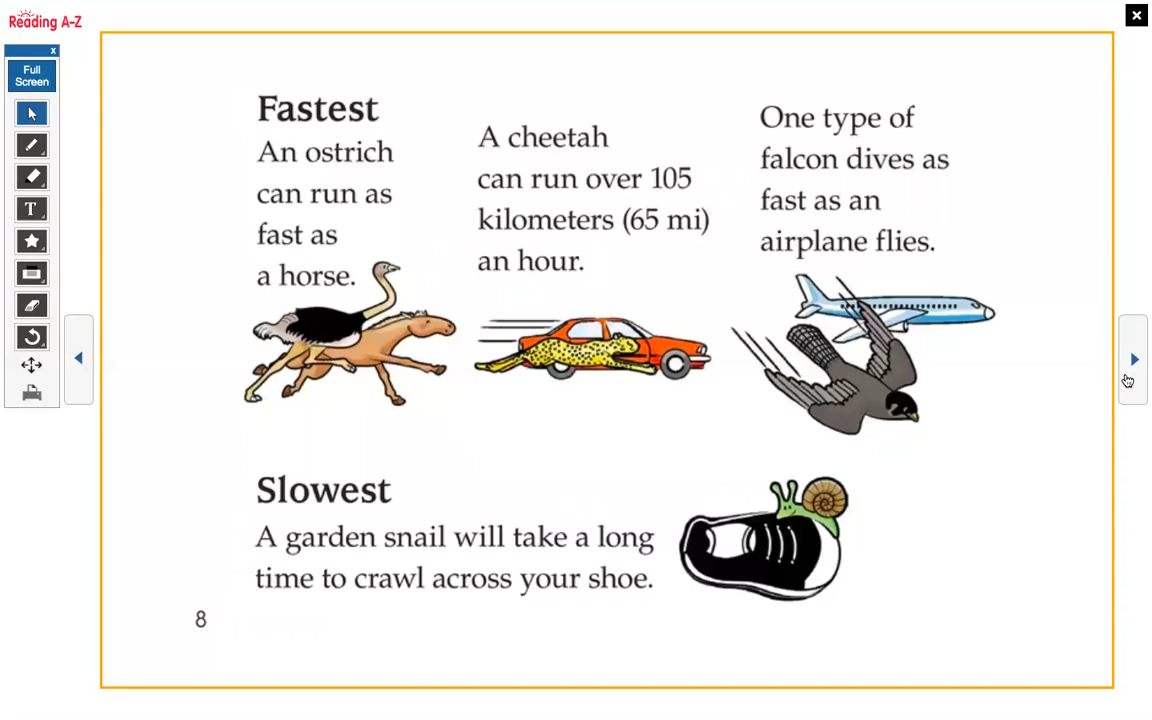 Reading A-Z
x
Full
Screen
T
Fastest
An ostrich
can run as
fast as
a horse.
A cheetah
can run over 105
kilometers (65 mi)
an hour.
One type of
falcon dives as
fast as an
airplane flies.
Slowest
A garden snail will take a long
time to crawl across your shoe.
8